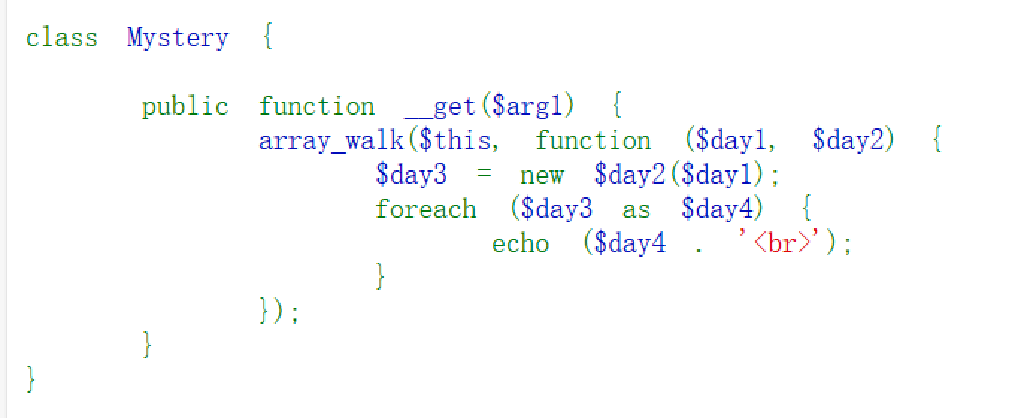 class Mystery {
public function __get($arg1) {
array_walk($this, function ($day1, $day2) {
$day3 = new $day2($day1);
foreach ($day3 as $day4) {
echo ($day4 . '<br>');
}
});
}
}